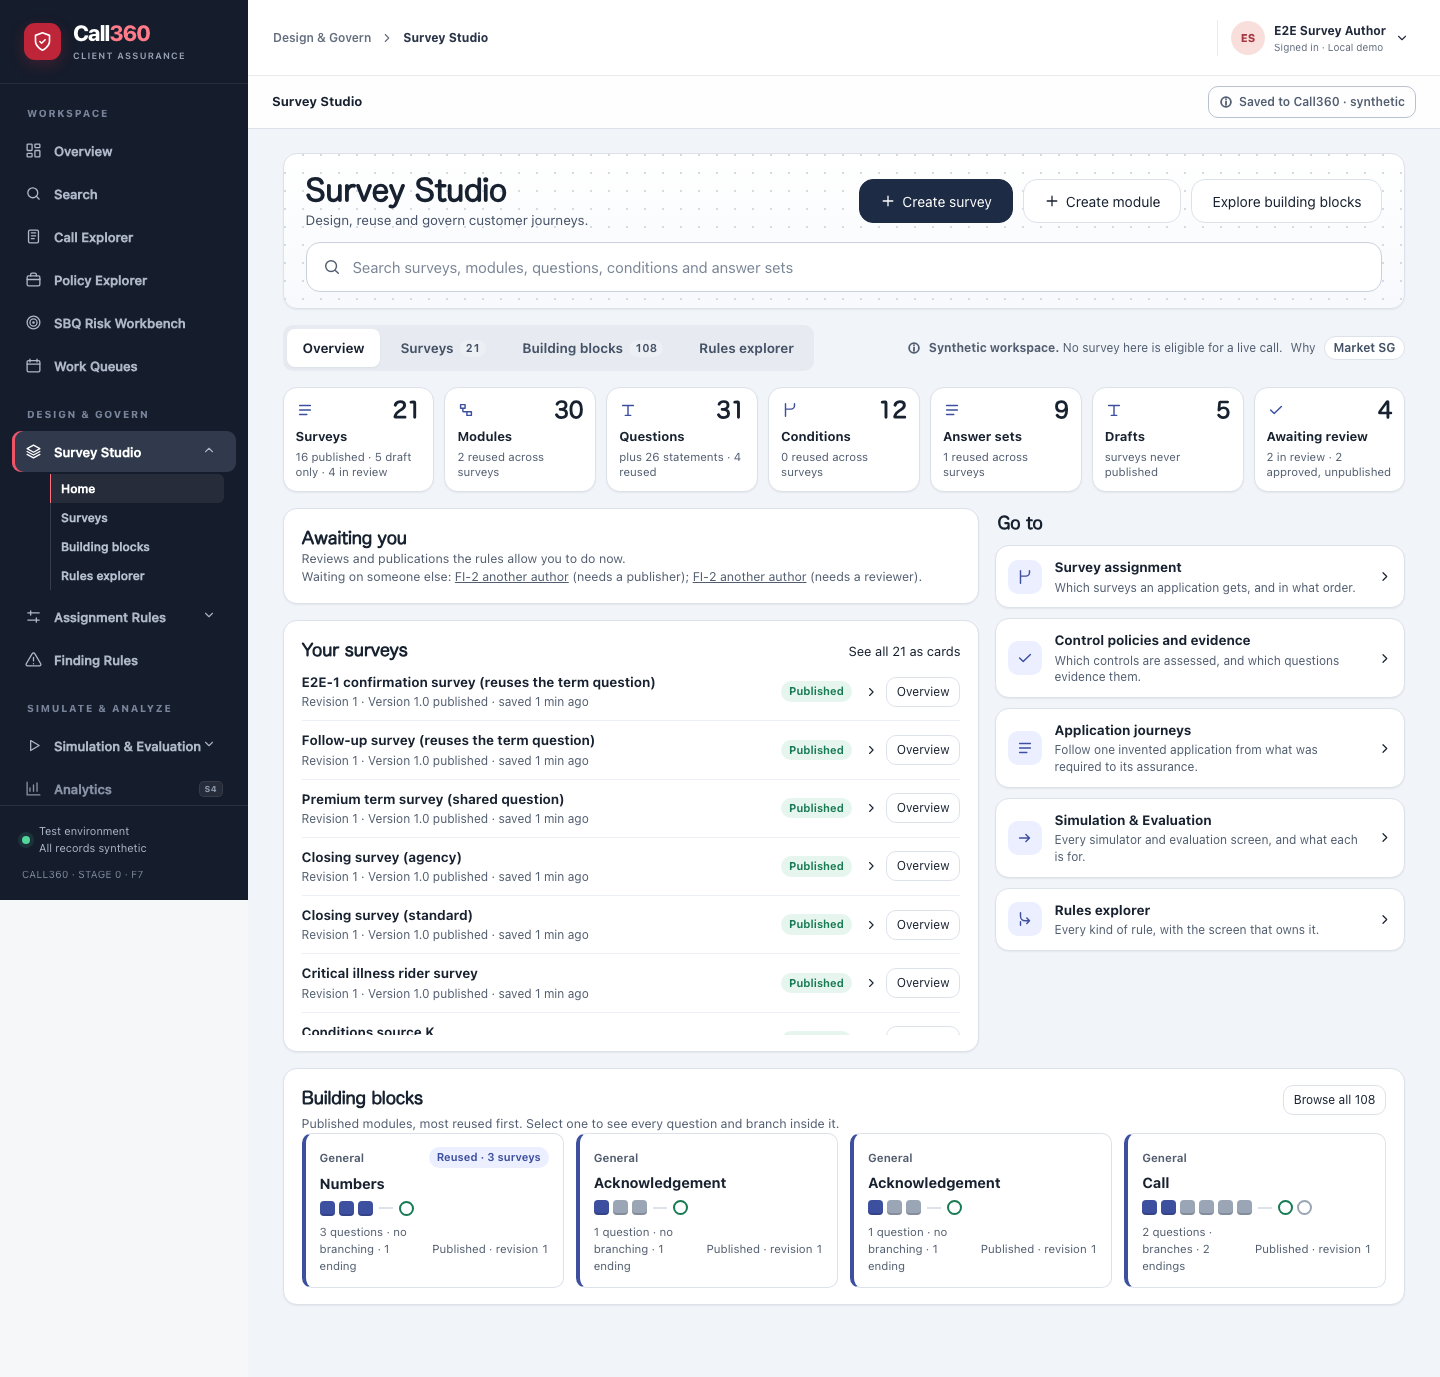 Call360
CLIENT ASSURANCE
WORKSPACE
Overview
Search
Call Explorer
Policy Explorer
SBQ Risk Workbench
Work Queues
DESIGN & GOVERN
Survey Studio
Home
Surveys
Building blocks
Rules explorer
Assignment Rules
Finding Rules
SIMULATE & ANALYZE
Simulation & Evaluation
Analytics S4
Test environment
All records synthetic
CALL360 · STAGE 0 · F7
Design & Govern Survey Studio
ES
E2E Survey Author
Signed in · Local demo
Survey Studio
Saved to Call360 · synthetic
Survey Studio
Design, reuse and govern customer journeys.
Create survey
Create module
Explore building blocks
Search surveys, modules, questions, conditions and answer sets
Overview Surveys 21 Building blocks 108 Rules explorer
Synthetic workspace. No survey here is eligible for a live call. Why Market SG
21
Surveys
16 published · 5 draft
only · 4 in review
30
Modules
2 reused across
surveys
31
Questions
plus 26 statements · 4
reused
12
Conditions
0 reused across
surveys
9
Answer sets
1 reused across
surveys
5
Drafts
surveys never
published
4
Awaiting review
2 in review · 2
approved, unpublished
Awaiting you
Reviews and publications the rules allow you to do now.
Waiting on someone else: FI-2 another author (needs a publisher); FI-2 another author (needs a reviewer).
Your surveys
See all 21 as cards
E2E-1 confirmation survey (reuses the term question)
Revision 1 · Version 1.0 published · saved 1 min ago
Published Overview
Follow-up survey (reuses the term question)
Revision 1 · Version 1.0 published · saved 1 min ago
Published Overview
Premium term survey (shared question)
Revision 1 · Version 1.0 published · saved 1 min ago
Published Overview
Closing survey (agency)
Revision 1 · Version 1.0 published · saved 1 min ago
Published Overview
Closing survey (standard)
Revision 1 · Version 1.0 published · saved 1 min ago
Published Overview
Critical illness rider survey
Revision 1 · Version 1.0 published · saved 1 min ago
Published Overview
Conditions source K
Go to
Survey assignment
Which surveys an application gets, and in what order.
Control policies and evidence
Which controls are assessed, and which questions
evidence them.
Application journeys
Follow one invented application from what was
required to its assurance.
Simulation & Evaluation
Every simulator and evaluation screen, and what each
is for.
Rules explorer
Every kind of rule, with the screen that owns it.
Building blocks
Browse all 108
Published modules, most reused first. Select one to see every question and branch inside it.
General
Reused · 3 surveys
Numbers
3 questions · no
branching · 1
ending
Published · revision 1
General
Acknowledgement
1 question · no
branching · 1
ending
Published · revision 1
General
Acknowledgement
1 question · no
branching · 1
ending
Published · revision 1
General
Call
2 questions ·
branches · 2
endings
Published · revision 1